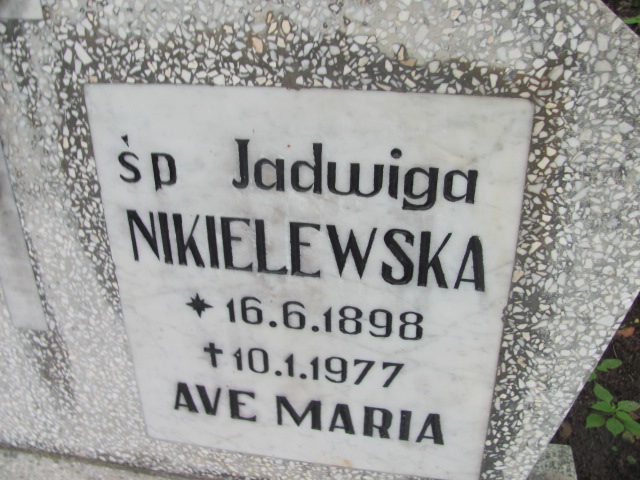 śp Jadwiga
NIKIELEWSKA
✶ 16.6.1898
† 10.1.1977
AVE MARIA